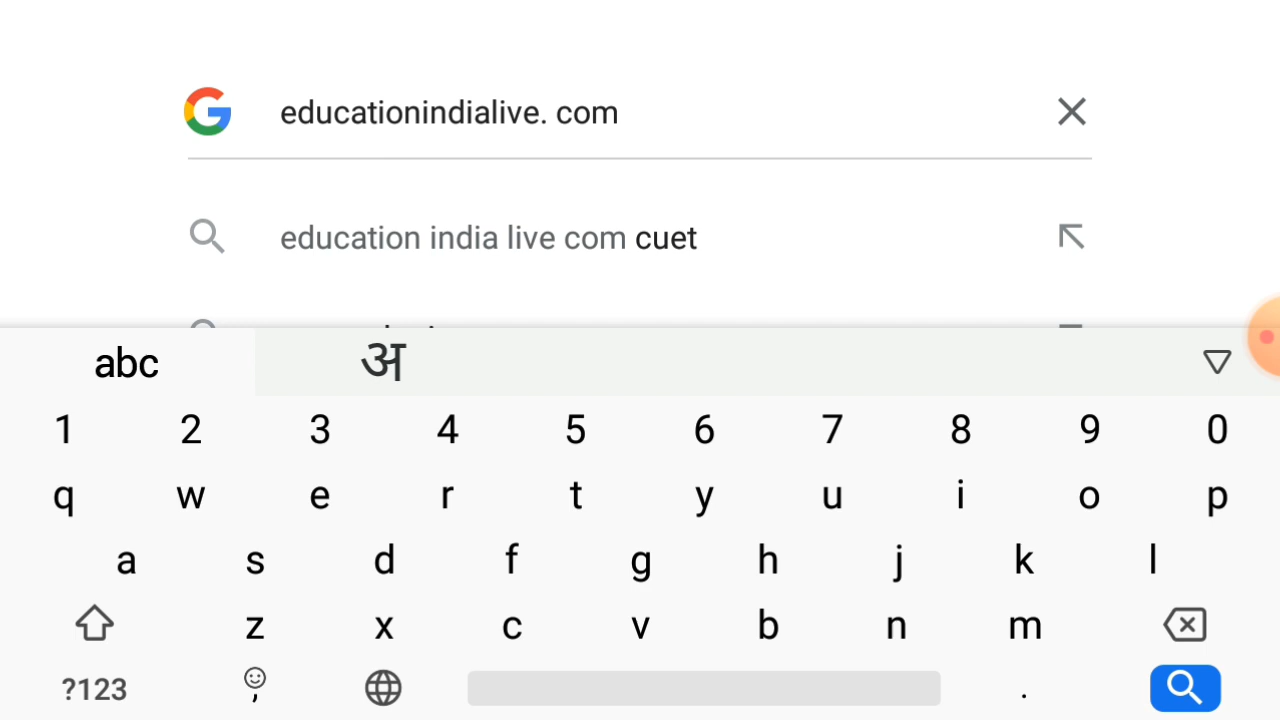 educationindialive. com
education india live com cuet
abc अ
1 2 3 4 5 6 7 8 9 0
q w e r t y u i o p
a s d f g h j k l
z x c v b n m
?123 , .